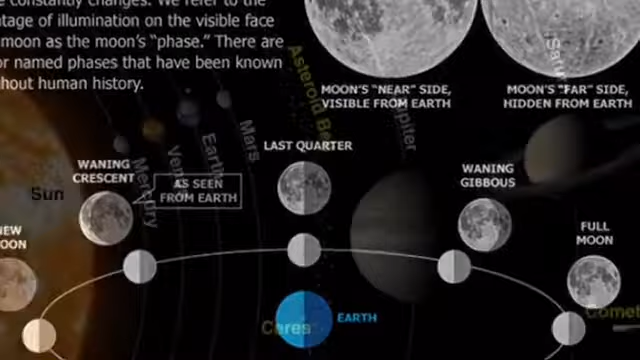 constantly changes. We refer to the
tage of illumination on the visible face
moon as the moon's "phase." There are
or named phases that have been known
hout human history.
MOON'S "NEAR" SIDE,
VISIBLE FROM EARTH
MOON'S "FAR" SIDE,
HIDDEN FROM EARTH
Asteroid Be
Saturn
Jupiter
Mars
Earth
Ven
Mercury
Sun
LAST QUARTER
WANING
CRESCENT
AS SEEN
FROM EARTH
WANING
GIBBOUS
FULL
MOON
NEW
OON
EARTH
Ceres
Comet